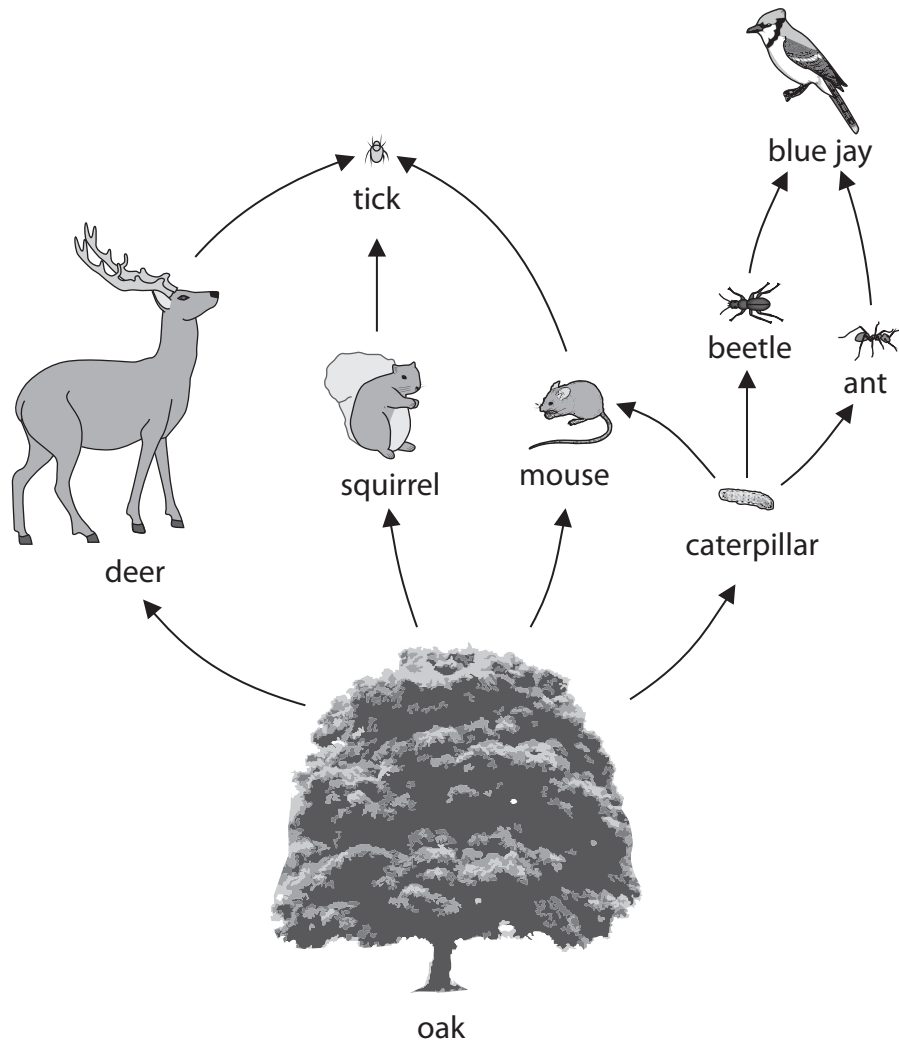 blue jay
tick
beetle
ant
squirrel
mouse
caterpillar
deer
oak